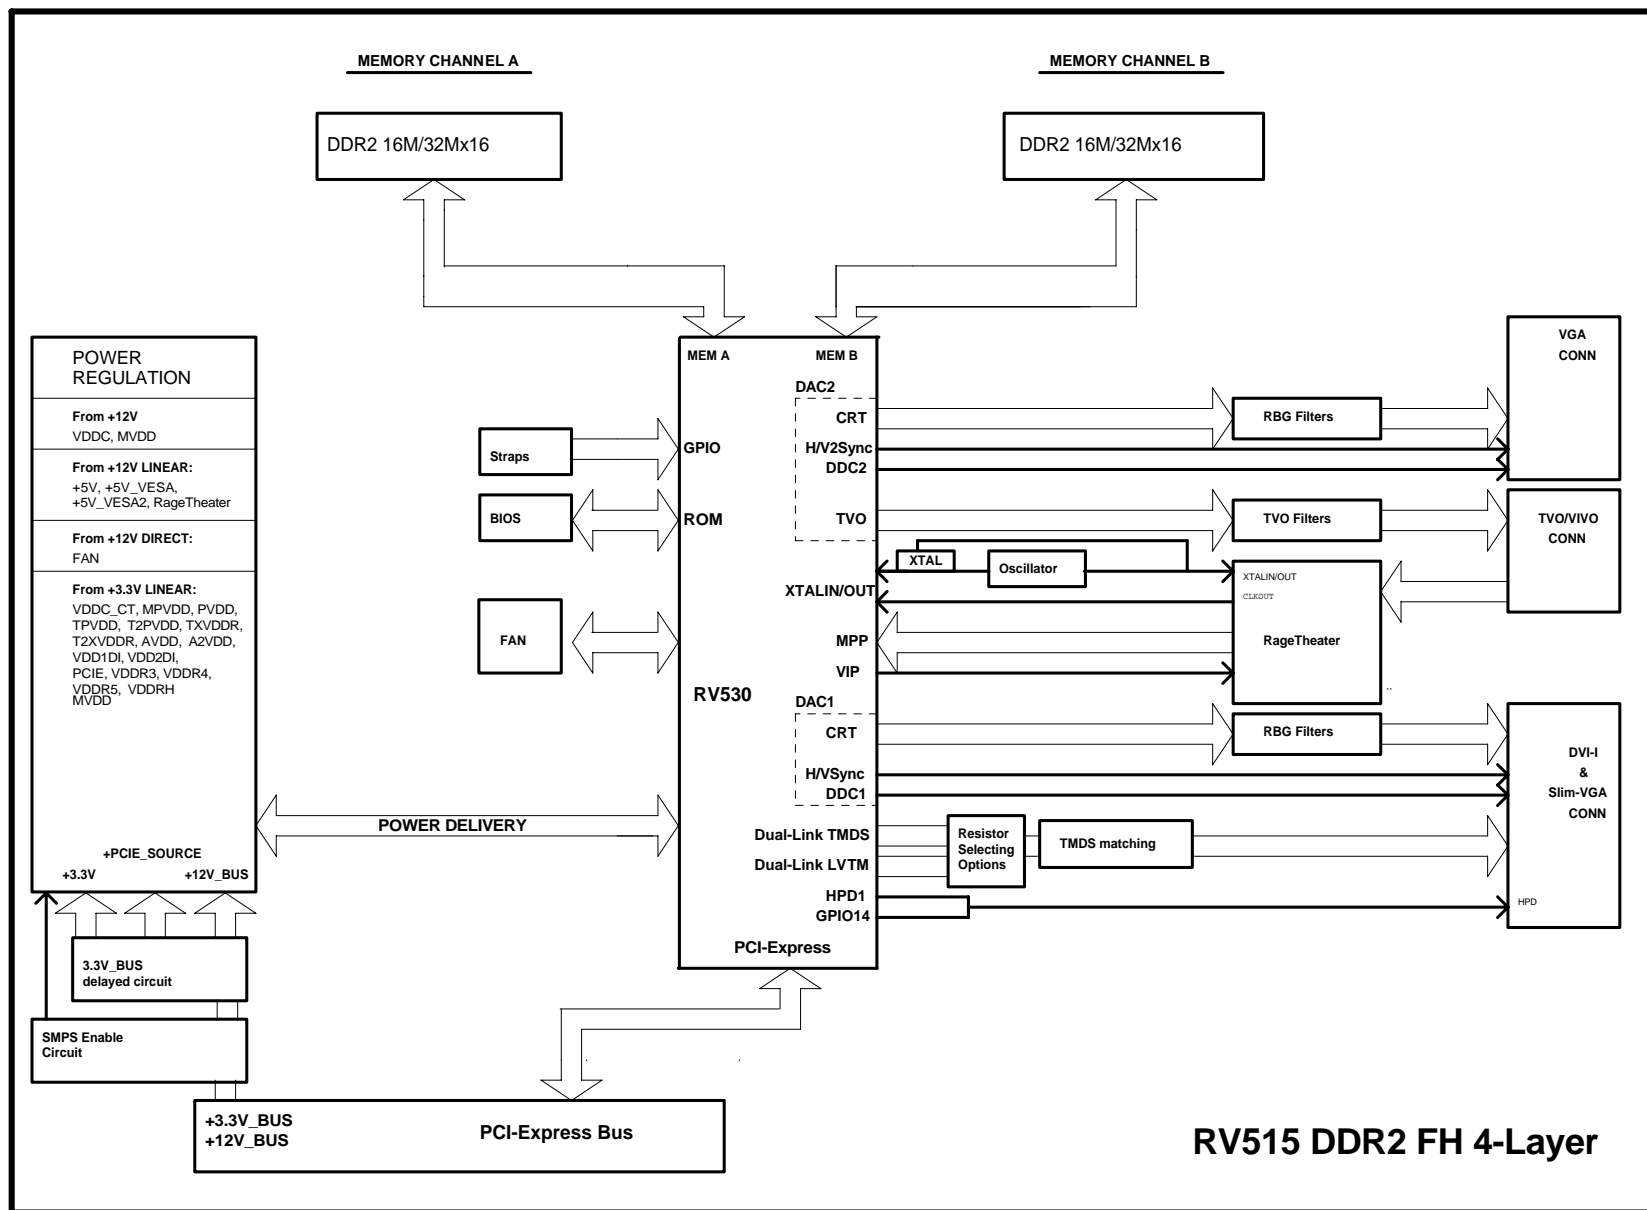 MEMORY CHANNEL A
MEMORY CHANNEL B
DDR2 16M/32Mx16
DDR2 16M/32Mx16
POWER
REGULATION
From +12V
VDDC, MVDD
From +12V LINEAR:
+5V, +5V_VESA,
+5V_VESA2, RageTheater
From +12V DIRECT:
FAN
From +3.3V LINEAR:
VDDC_CT, MPVDD, PVDD,
TPVDD, T2PVDD, TXVDDR,
T2XVDDR, AVDD, A2VDD,
VDD1DI, VDD2DI,
PCIE, VDDR3, VDDR4,
VDDR5, VDDRH
MVDD
+PCIE_SOURCE
+3.3V
+12V_BUS
3.3V_BUS
delayed circuit
SMPS Enable
Circuit
POWER DELIVERY
Straps
BIOS
FAN
MEM A
MEM B
GPIO
ROM
RV530
DAC2
CRT
H/V2Sync
DDC2
TVO
XTALIN/OUT
MPP
VIP
DAC1
CRT
H/VSync
DDC1
Dual-Link TMDS
Dual-Link LVTM
HPD1
GPIO14
PCI-Express
RBG Filters
TVO Filters
XTAL
Oscillator
XTALIN/OUT
CLKOUT
RageTheater
..
RBG Filters
Resistor
Selecting
Options
TMDS matching
VGA
CONN
TVO/VIVO
CONN
DVI-I
&
Slim-VGA
CONN
HPD
+3.3V_BUS
+12V_BUS
PCI-Express Bus
RV515 DDR2 FH 4-Layer